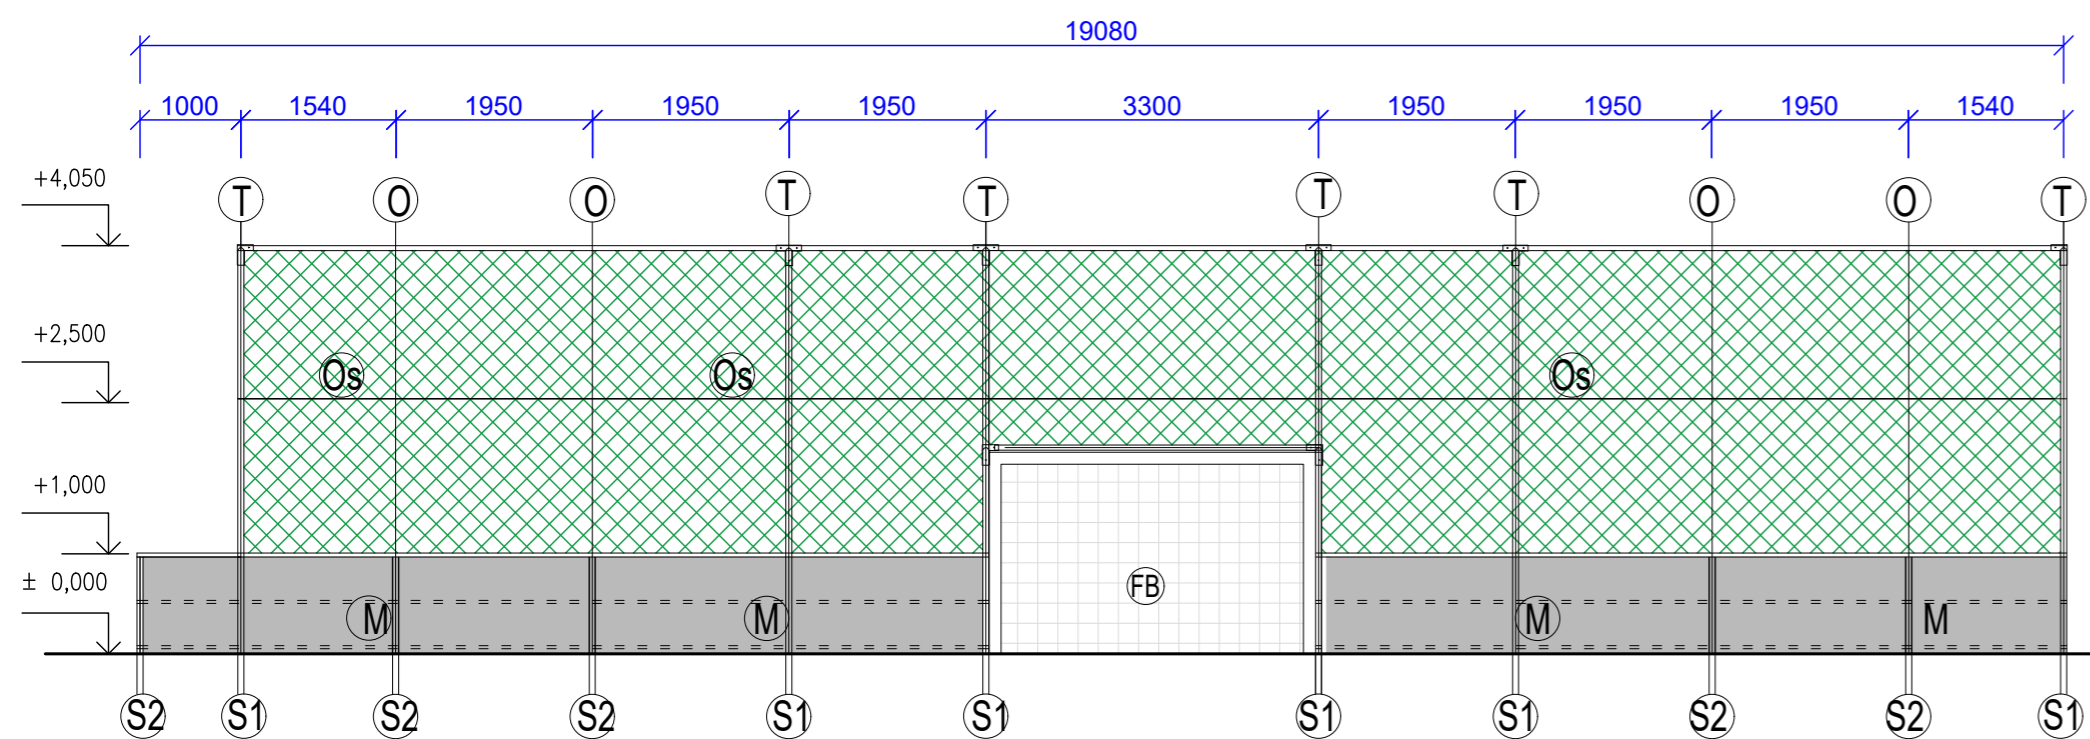 19080
1000 1540 1950 1950 1950 3300 1950 1950 1950 1540
+4,050
T O O T T T T O O T
+2,500
Os Os Os
+1,000
± 0,000
FB
M M M M
S2 S1 S2 S2 S1 S1 S1 S1 S2 S2 S1